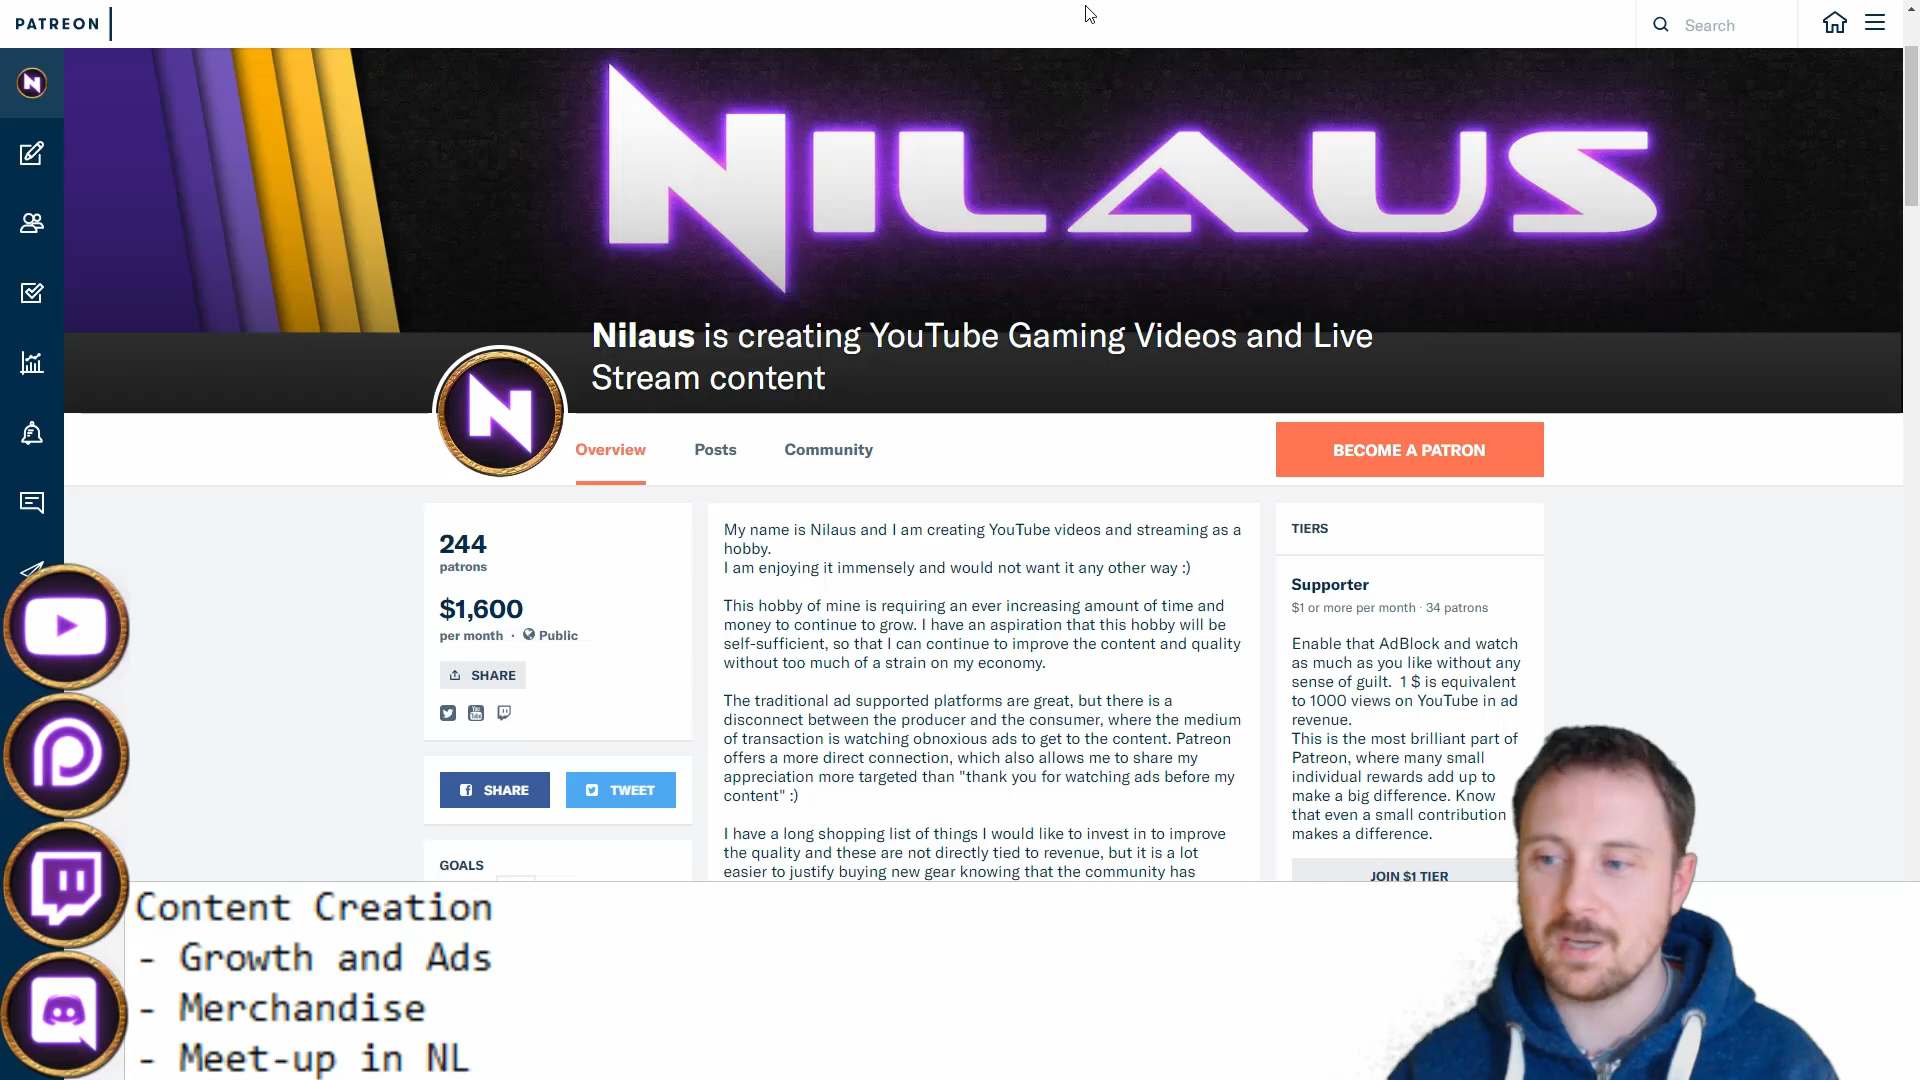 PATREON
Search
NILAUS
Nilaus is creating YouTube Gaming Videos and Live
Stream content
Overview
Posts
Community
BECOME A PATRON
244
patrons
$1,600
per month · Public
SHARE
SHARE
TWEET
GOALS
My name is Nilaus and I am creating YouTube videos and streaming as a
hobby.
I am enjoying it immensely and would not want it any other way :)
This hobby of mine is requiring an ever increasing amount of time and
money to continue to grow. I have an aspiration that this hobby will be
self-sufficient, so that I can continue to improve the content and quality
without too much of a strain on my economy.
The traditional ad supported platforms are great, but there is a
disconnect between the producer and the consumer, where the medium
of transaction is watching obnoxious ads to get to the content. Patreon
offers a more direct connection, which also allows me to share my
appreciation more targeted than "thank you for watching ads before my
content" :)
I have a long shopping list of things I would like to invest in to improve
the quality and these are not directly tied to revenue, but it is a lot
easier to justify buying new gear knowing that the community has
TIERS
Supporter
$1 or more per month · 34 patrons
Enable that AdBlock and watch
as much as you like without any
sense of guilt. 1 $ is equivalent
to 1000 views on YouTube in ad
revenue.
This is the most brilliant part of
Patreon, where many small
individual rewards add up to
make a big difference. Know
that even a small contribution
makes a difference.
JOIN $1 TIER
Content Creation
- Growth and Ads
- Merchandise
- Meet-up in NL